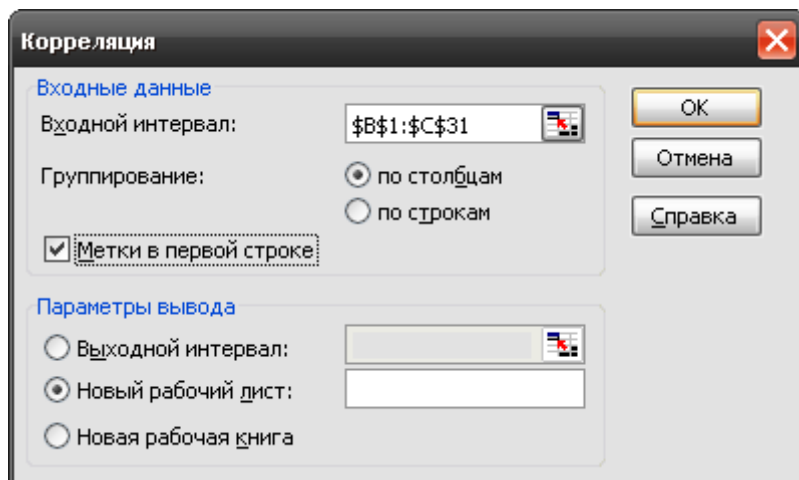 Корреляция
Входные данные
Входной интервал: $B$1:$C$31
Группирование: по столбцам
по строкам
Метки в первой строке
OK
Отмена
Справка
Параметры вывода
Выходной интервал:
Новый рабочий лист:
Новая рабочая книга